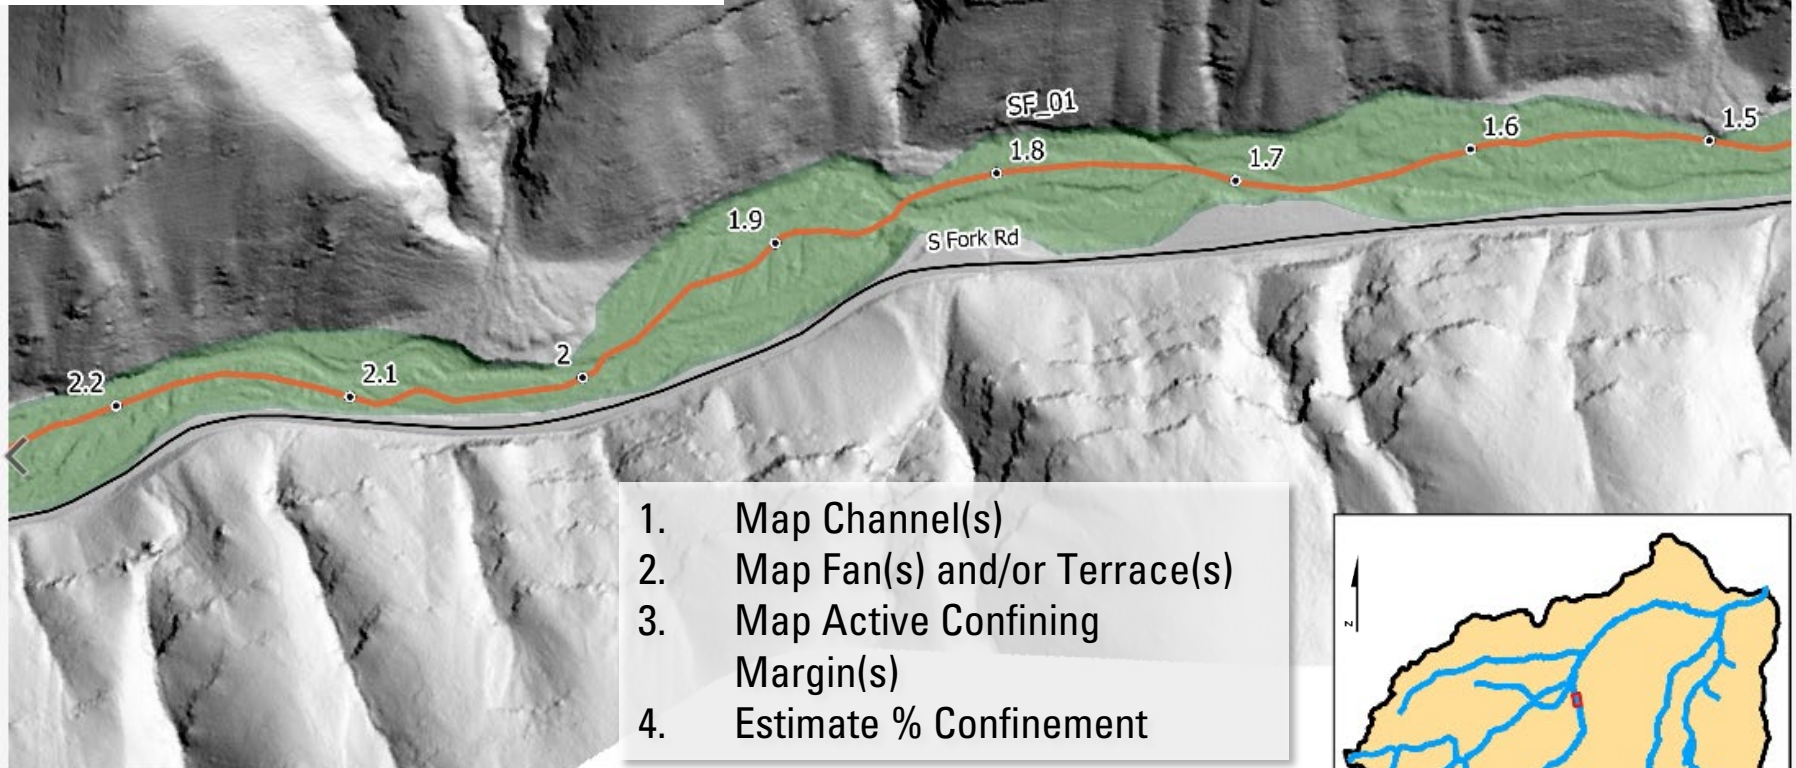 SF_01
1.5
1.6
1.7
1.8
1.9
S Fork Rd
2
2.1
2.2
1. Map Channel(s)
2. Map Fan(s) and/or Terrace(s)
3. Map Active Confining
Margin(s)
4. Estimate % Confinement
N